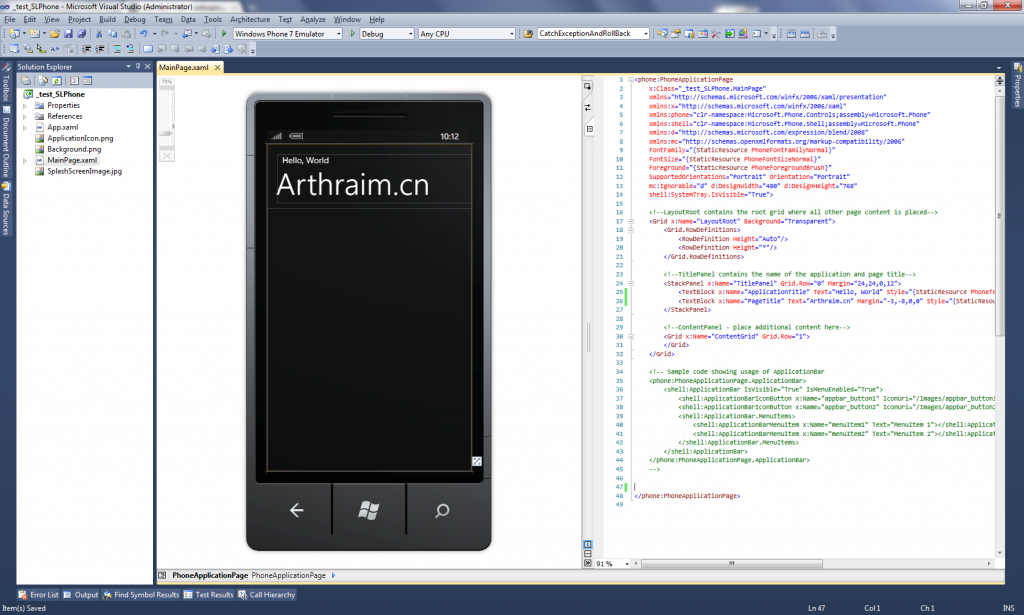 _test_SLPhone - Microsoft Visual Studio (Administrator)
File Edit View Project Build Debug Team Data Tools Architecture Test Analyze Window Help
Windows Phone 7 Emulator Debug Any CPU CatchExceptionAndRollBack
Solution Explorer
MainPage.xaml
Toolbox
Document Outline
Data Sources
Properties
_test_SLPhone
Properties
References
App.xaml
ApplicationIcon.png
Background.png
MainPage.xaml
SplashScreenImage.jpg
70%
10:12
Hello, World
Arthraim.cn
1 <phone:PhoneApplicationPage
2 x:Class="_test_SLPhone.MainPage"
3 xmlns="http://schemas.microsoft.com/winfx/2006/xaml/presentation"
4 xmlns:x="http://schemas.microsoft.com/winfx/2006/xaml"
5 xmlns:phone="clr-namespace:Microsoft.Phone.Controls;assembly=Microsoft.Phone"
6 xmlns:shell="clr-namespace:Microsoft.Phone.Shell;assembly=Microsoft.Phone"
7 xmlns:d="http://schemas.microsoft.com/expression/blend/2008"
8 xmlns:mc="http://schemas.openxmlformats.org/markup-compatibility/2006"
9 FontFamily="{StaticResource PhoneFontFamilyNormal}"
10 FontSize="{StaticResource PhoneFontSizeNormal}"
11 Foreground="{StaticResource PhoneForegroundBrush}"
12 SupportedOrientations="Portrait" Orientation="Portrait"
13 mc:Ignorable="d" d:DesignWidth="480" d:DesignHeight="768"
14 shell:SystemTray.IsVisible="True">
15
16 <!--LayoutRoot contains the root grid where all other page content is placed-->
17 <Grid x:Name="LayoutRoot" Background="Transparent">
18 <Grid.RowDefinitions>
19 <RowDefinition Height="Auto"/>
20 <RowDefinition Height="*"/>
21 </Grid.RowDefinitions>
22
23 <!--TitlePanel contains the name of the application and page title-->
24 <StackPanel x:Name="TitlePanel" Grid.Row="0" Margin="24,24,0,12">
25 <TextBlock x:Name="ApplicationTitle" Text="Hello, World" Style="{StaticResource PhoneT
26 <TextBlock x:Name="PageTitle" Text="Arthraim.cn" Margin="-3,-8,0,0" Style="{StaticResou
27 </StackPanel>
28
29 <!--ContentPanel - place additional content here-->
30 <Grid x:Name="ContentGrid" Grid.Row="1">
31 </Grid>
32 </Grid>
33
34 <!-- Sample code showing usage of ApplicationBar
35 <phone:PhoneApplicationPage.ApplicationBar>
36 <shell:ApplicationBar IsVisible="True" IsMenuEnabled="True">
37 <shell:ApplicationBarIconButton x:Name="appbar_button1" IconUri="/Images/appbar_button1
38 <shell:ApplicationBarIconButton x:Name="appbar_button2" IconUri="/Images/appbar_button2
39 <shell:ApplicationBar.MenuItems>
40 <shell:ApplicationBarMenuItem x:Name="menuItem1" Text="MenuItem 1"></shell:Applicat
41 <shell:ApplicationBarMenuItem x:Name="menuItem2" Text="MenuItem 2"></shell:Applicat
42 </shell:ApplicationBar.MenuItems>
43 </shell:ApplicationBar>
44 </phone:PhoneApplicationPage.ApplicationBar>
45 -->
46
47
48 </phone:PhoneApplicationPage>
49
91 %
PhoneApplicationPage PhoneApplicationPage
Error List Output Find Symbol Results Test Results Call Hierarchy
Item(s) Saved Ln 47 Col 1 Ch 1 INS